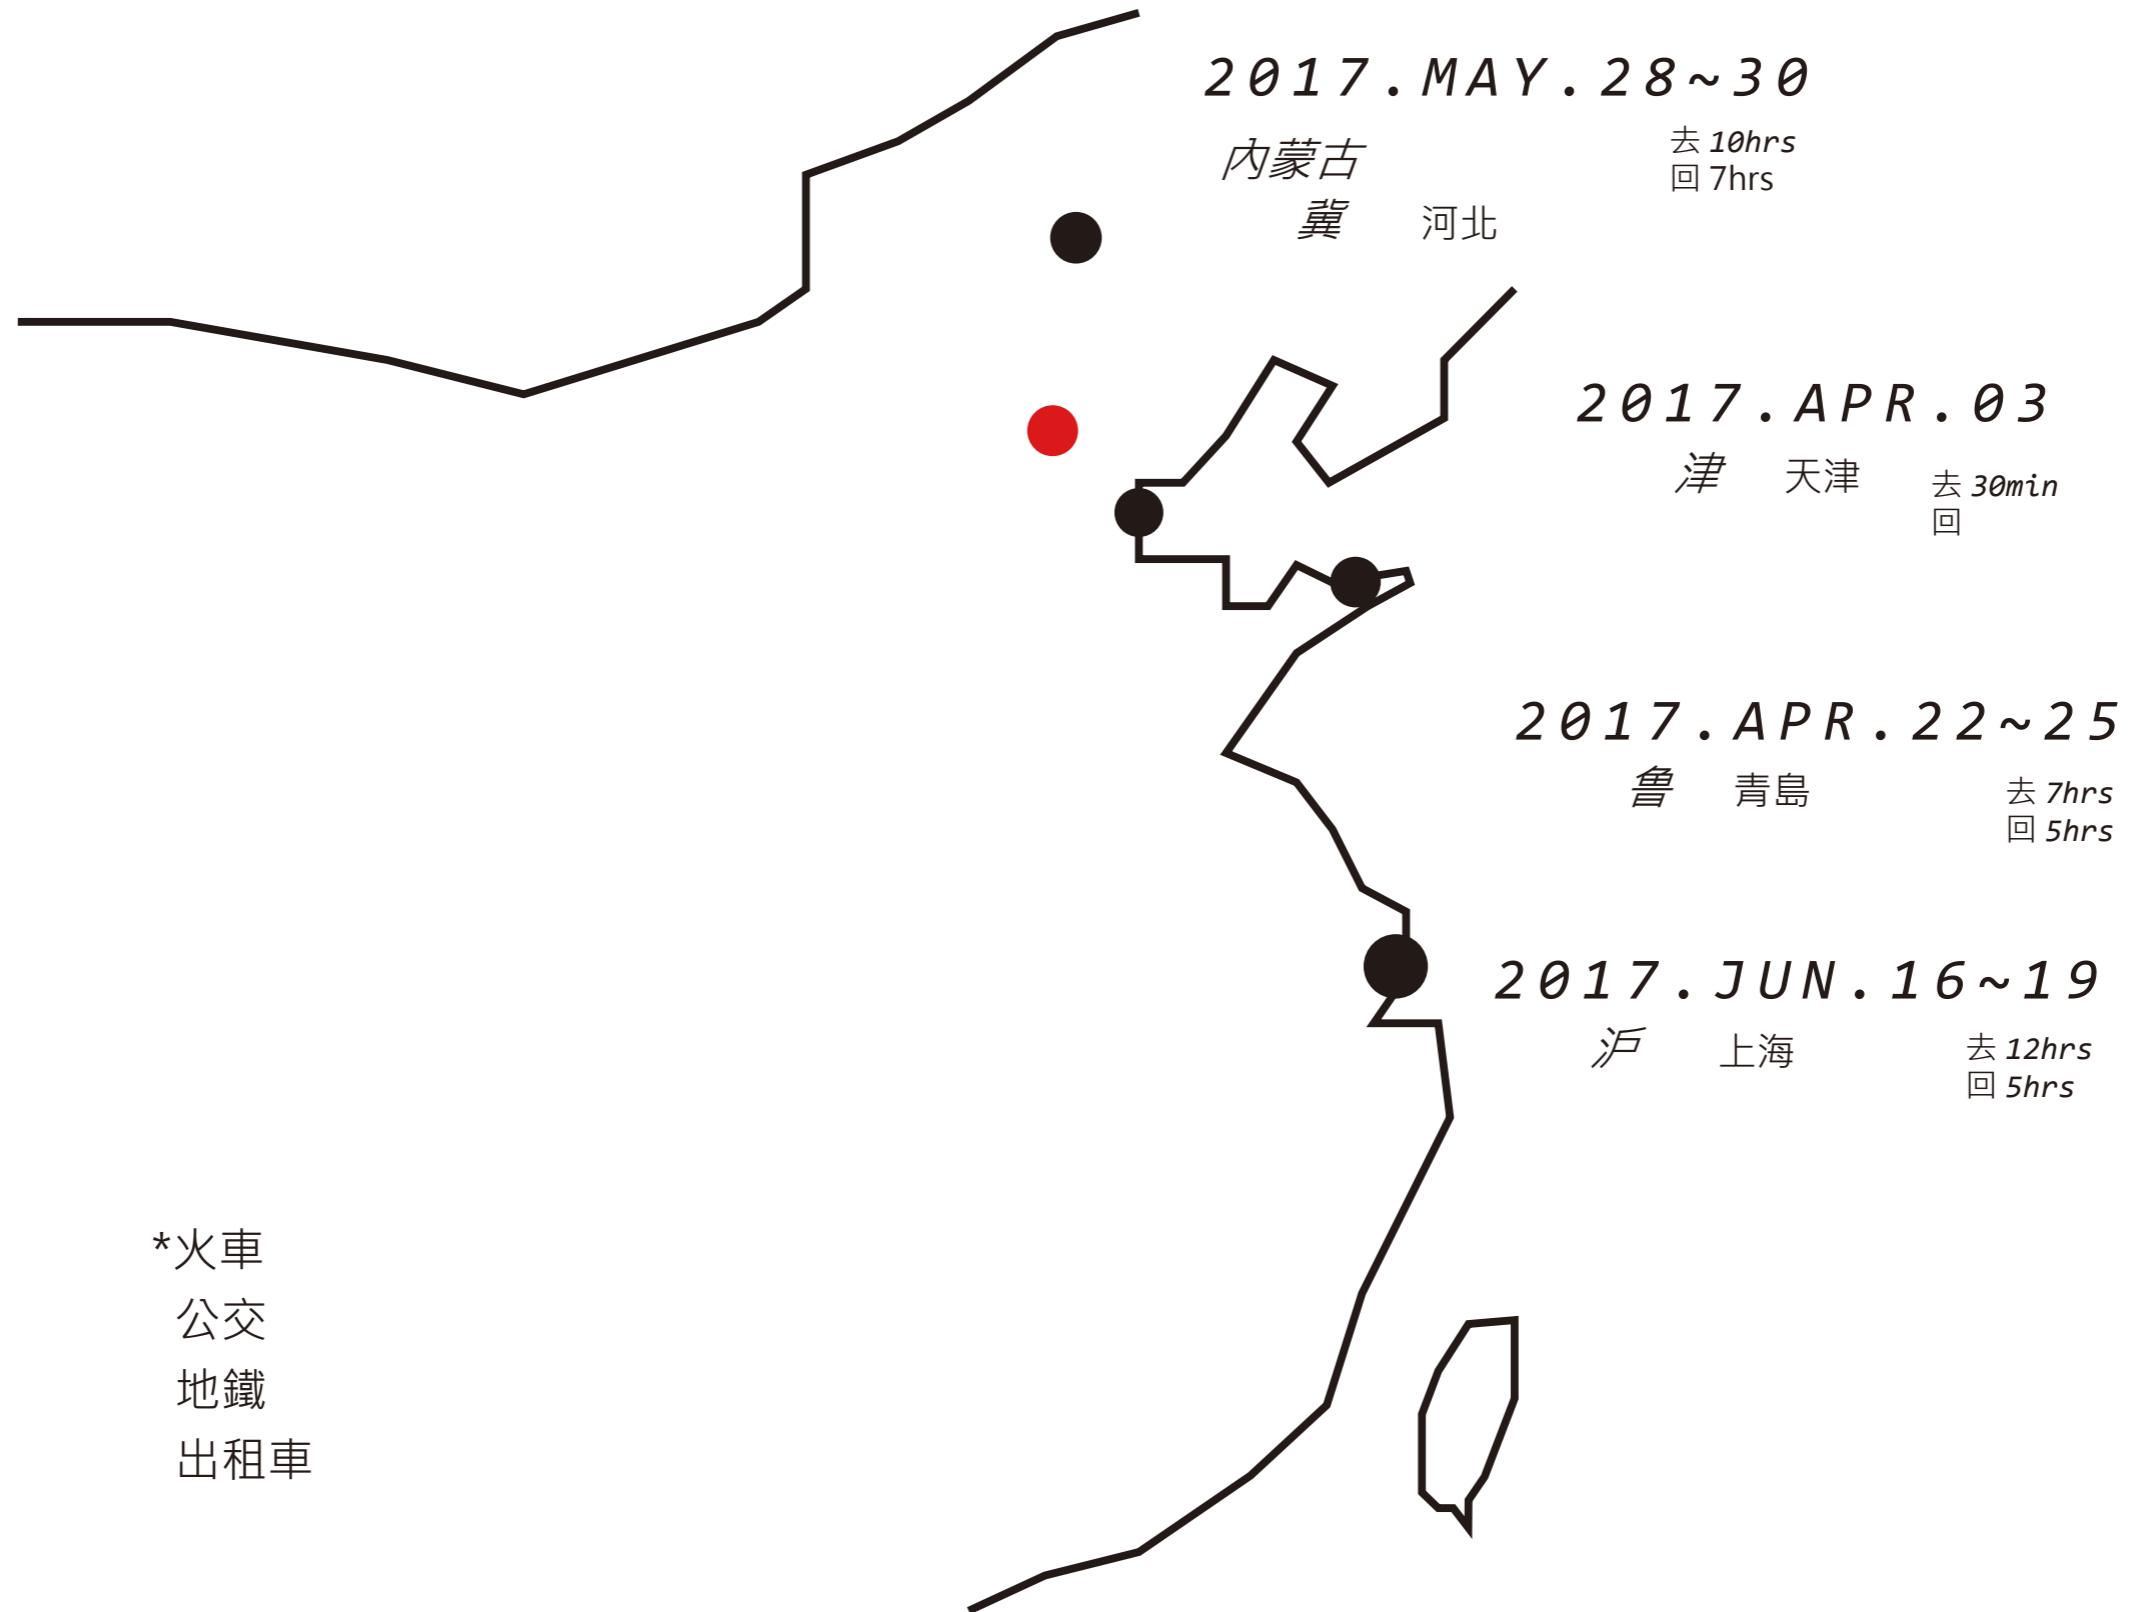 2017.MAY.28~30
內蒙古
冀 河北
去 10hrs
回 7hrs
2017.APR.03
津 天津
去 30min
回
2017.APR.22~25
鲁 青島
去 7hrs
回 5hrs
2017.JUN.16~19
沪 上海
去 12hrs
回 5hrs
*火車
公交
地鐵
出租車